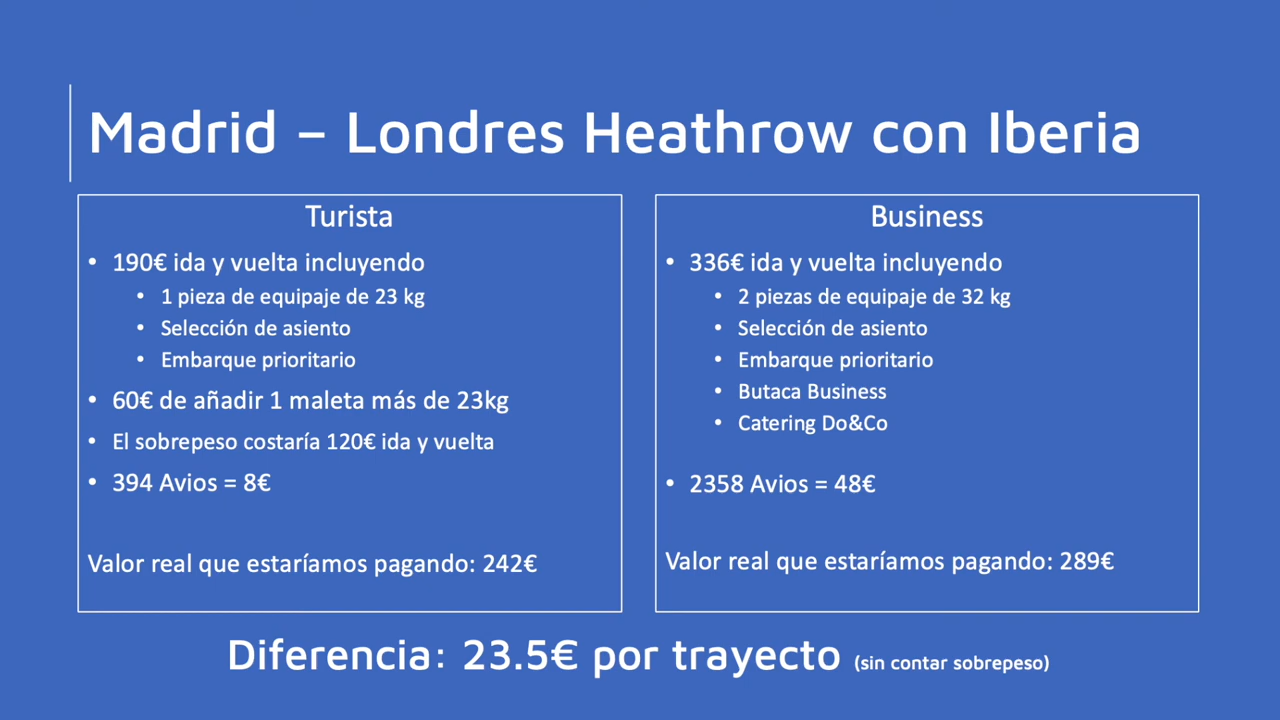 Madrid – Londres Heathrow con Iberia
Turista
• 190€ ida y vuelta incluyendo
• 1 pieza de equipaje de 23 kg
• Selección de asiento
• Embarque prioritario
• 60€ de añadir 1 maleta más de 23kg
• El sobrepeso costaría 120€ ida y vuelta
• 394 Avios = 8€
Valor real que estaríamos pagando: 242€
Business
• 336€ ida y vuelta incluyendo
• 2 piezas de equipaje de 32 kg
• Selección de asiento
• Embarque prioritario
• Butaca Business
• Catering Do&Co
• 2358 Avios = 48€
Valor real que estaríamos pagando: 289€
Diferencia: 23.5€ por trayecto (sin contar sobrepeso)